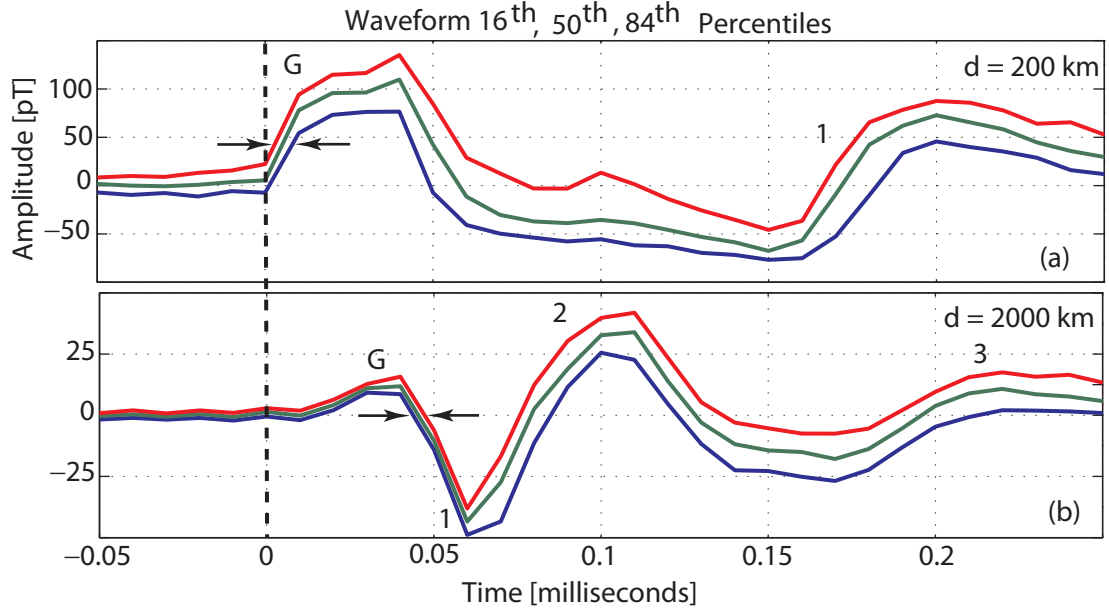 Waveform 16th, 50th, 84th Percentiles
G
d = 200 km
100
50
0
−50
Amplitude [pT]
1
(a)
2
d = 2000 km
25
G
3
0
−25
1
(b)
−0.05 0 0.05 0.1 0.15 0.2
Time [milliseconds]